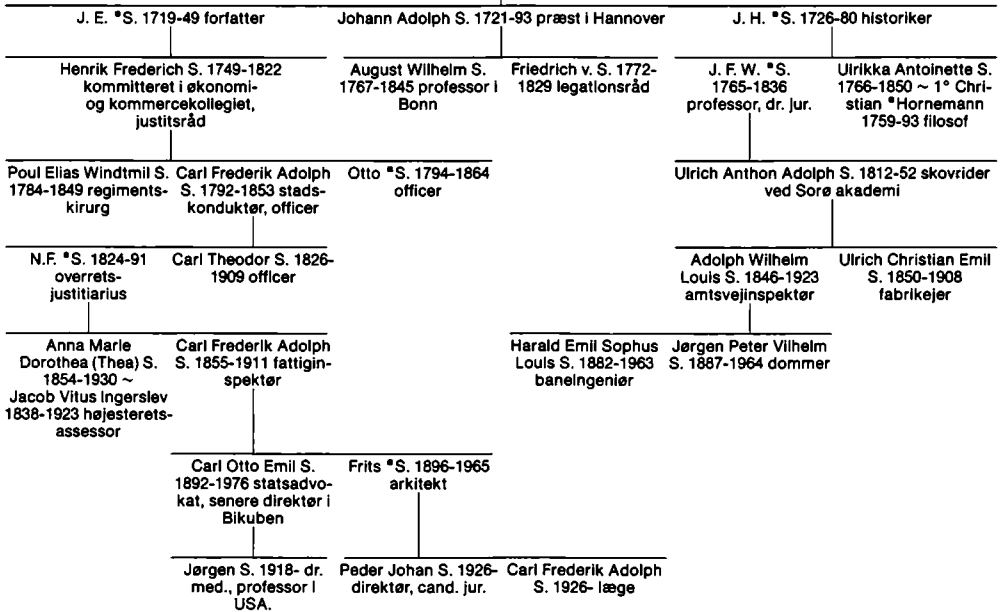 J. E. *S. 1719-49 forfatter
Johann Adolph S. 1721-93 præst i Hannover
J. H. *S. 1726-80 historiker
Henrik Frederich S. 1749-1822
kommitteret i økonomi-
og kommercekollegiet,
justitsråd
August Wilhelm S.
1767-1845 professor i
Bonn
Friedrich v. S. 1772-
1829 legationsråd
J. F. W. *S.
1765-1836
professor, dr. jur.
Ulrikka Antoinette S.
1766-1850 ~ 1° Chri-
stian *Hornemann
1759-93 filosof
Poul Elias Windtmil S.
1784-1849 regiments-
kirurg
Carl Frederik Adolph
S. 1792-1853 stads-
konduktør, officer
Otto *S. 1794-1864
officer
Ulrich Anthon Adolph S. 1812-52 skovrider
ved Sorø akademi
N.F. *S. 1824-91
overrets-
justitiarius
Carl Theodor S. 1826-
1909 officer
Adolph Wilhelm
Louis S. 1846-1923
amtsvejinspektør
Ulrich Christian Emil
S. 1850-1908
fabrikejer
Anna Marie
Dorothea (Thea) S.
1854-1930 ~
Jacob Vitus Ingerslev
1838-1923 højesterets-
assessor
Carl Frederik Adolph
S. 1855-1911 fattigin-
spektør
Harald Emil Sophus
Louis S. 1882-1963
baneingeniør
Jørgen Peter Vilhelm
S. 1887-1964 dommer
Carl Otto Emil S.
1892-1976 statsadvo-
kat, senere direktør i
Bikuben
Frits *S. 1896-1965
arkitekt
Jørgen S. 1918- dr.
med., professor i
USA.
Peder Johan S. 1926-
direktør, cand. jur.
Carl Frederik Adolph
S. 1926- læge